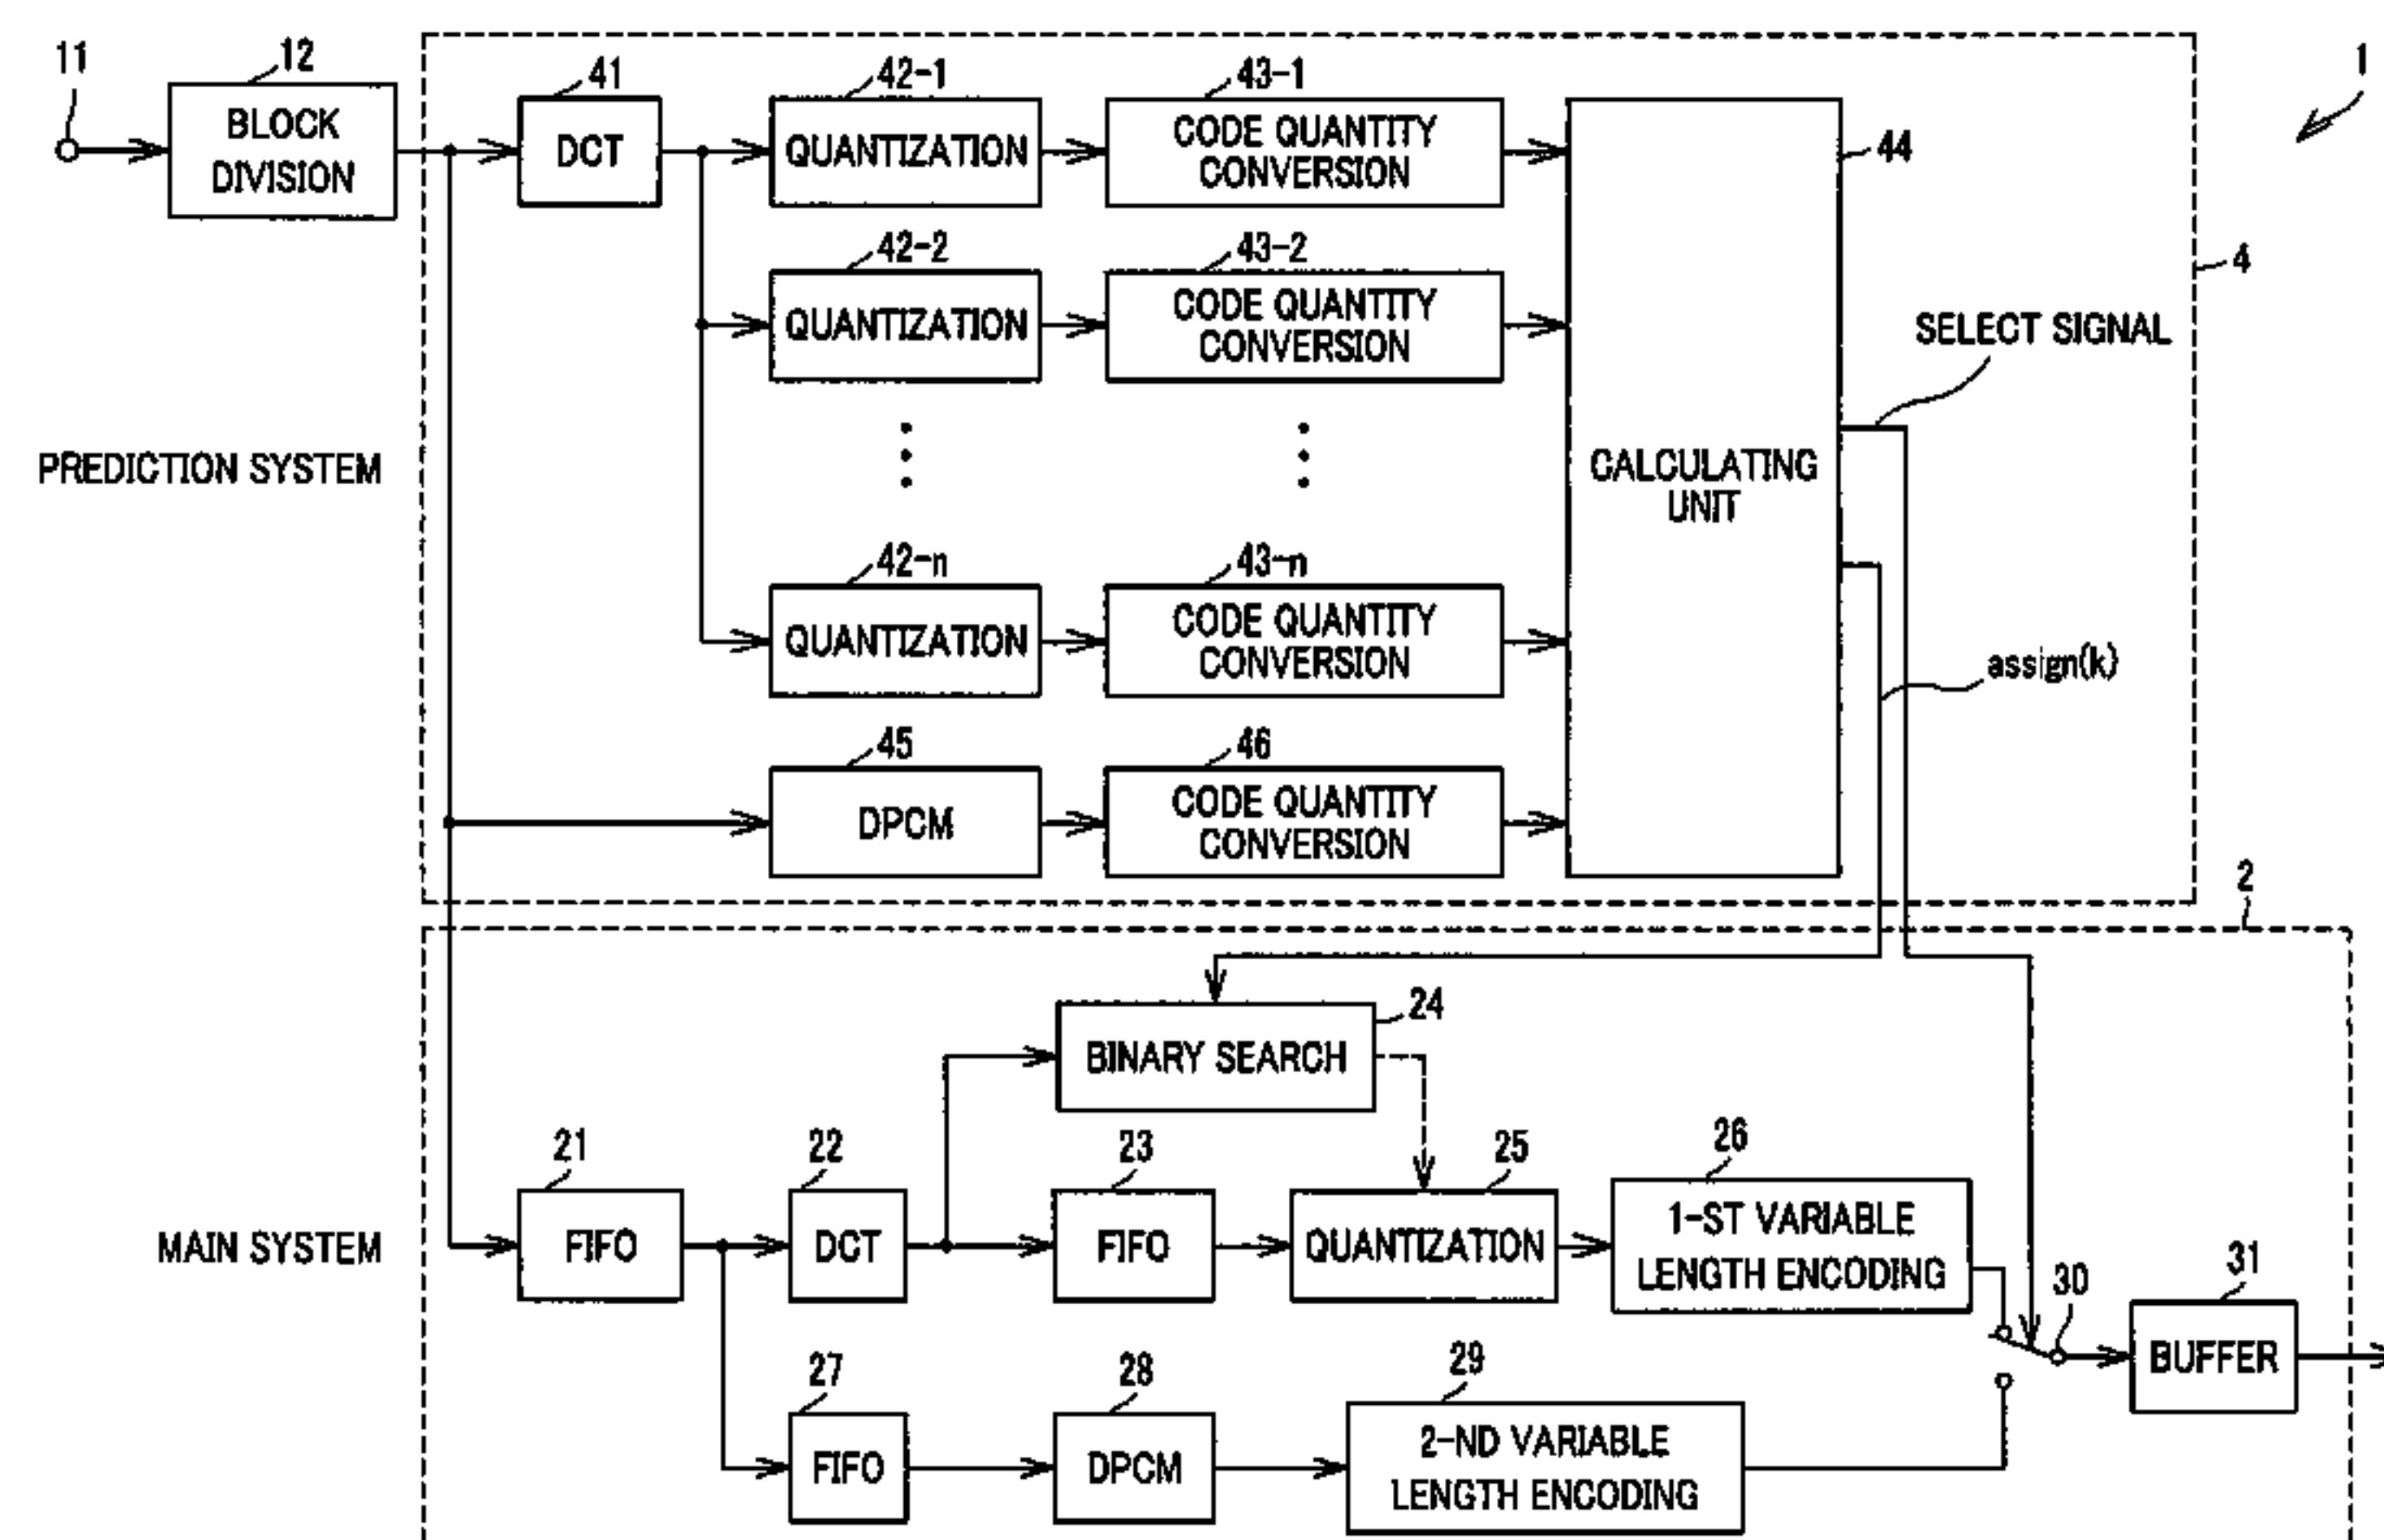 11
12
BLOCK
DIVISION
41
DCT
42-1
QUANTIZATION
43-1
CODE QUANTITY
CONVERSION
44
1
42-2
QUANTIZATION
43-2
CODE QUANTITY
CONVERSION
4
SELECT SIGNAL
PREDICTION SYSTEM
CALCULATING
UNIT
42-n
QUANTIZATION
43-n
CODE QUANTITY
CONVERSION
assign(k)
45
DPCM
46
CODE QUANTITY
CONVERSION
2
24
BINARY SEARCH
MAIN SYSTEM
21
FIFO
22
DCT
23
FIFO
25
QUANTIZATION
26
1-ST VARIABLE
LENGTH ENCODING
30
31
BUFFER
27
FIFO
28
DPCM
29
2-ND VARIABLE
LENGTH ENCODING